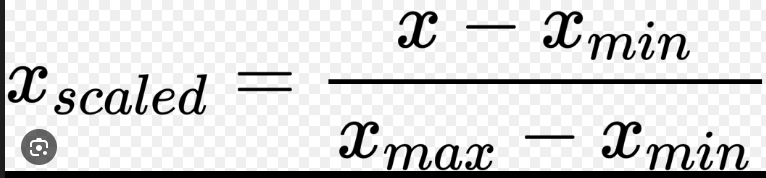 x_scaled = (x − x_min) / (x_max − x_min)